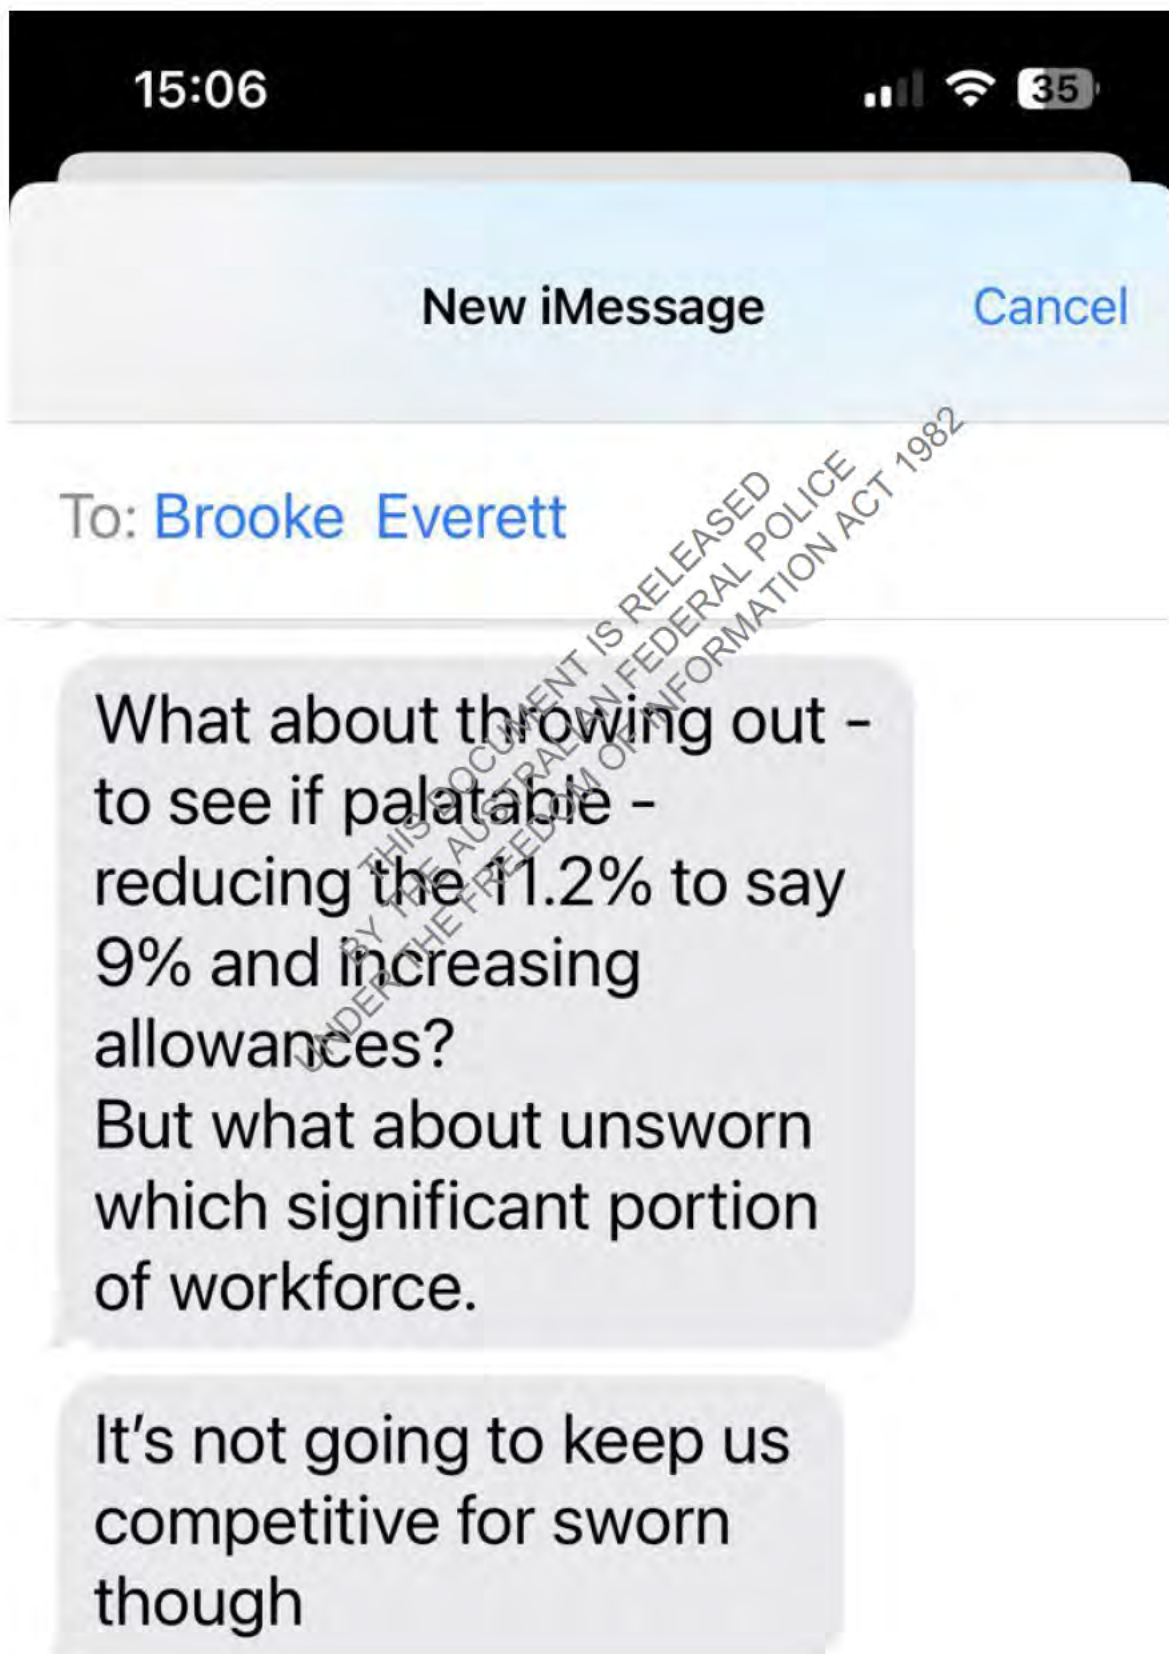 15:06
35
New iMessage
Cancel
To: Brooke Everett
THIS DOCUMENT IS RELEASED
BY THE AUSTRALIAN FEDERAL POLICE
UNDER THE FREEDOM OF INFORMATION ACT 1982
What about throwing out -
to see if palatable -
reducing the 11.2% to say
9% and increasing
allowances?
But what about unsworn
which significant portion
of workforce.
It's not going to keep us
competitive for sworn
though